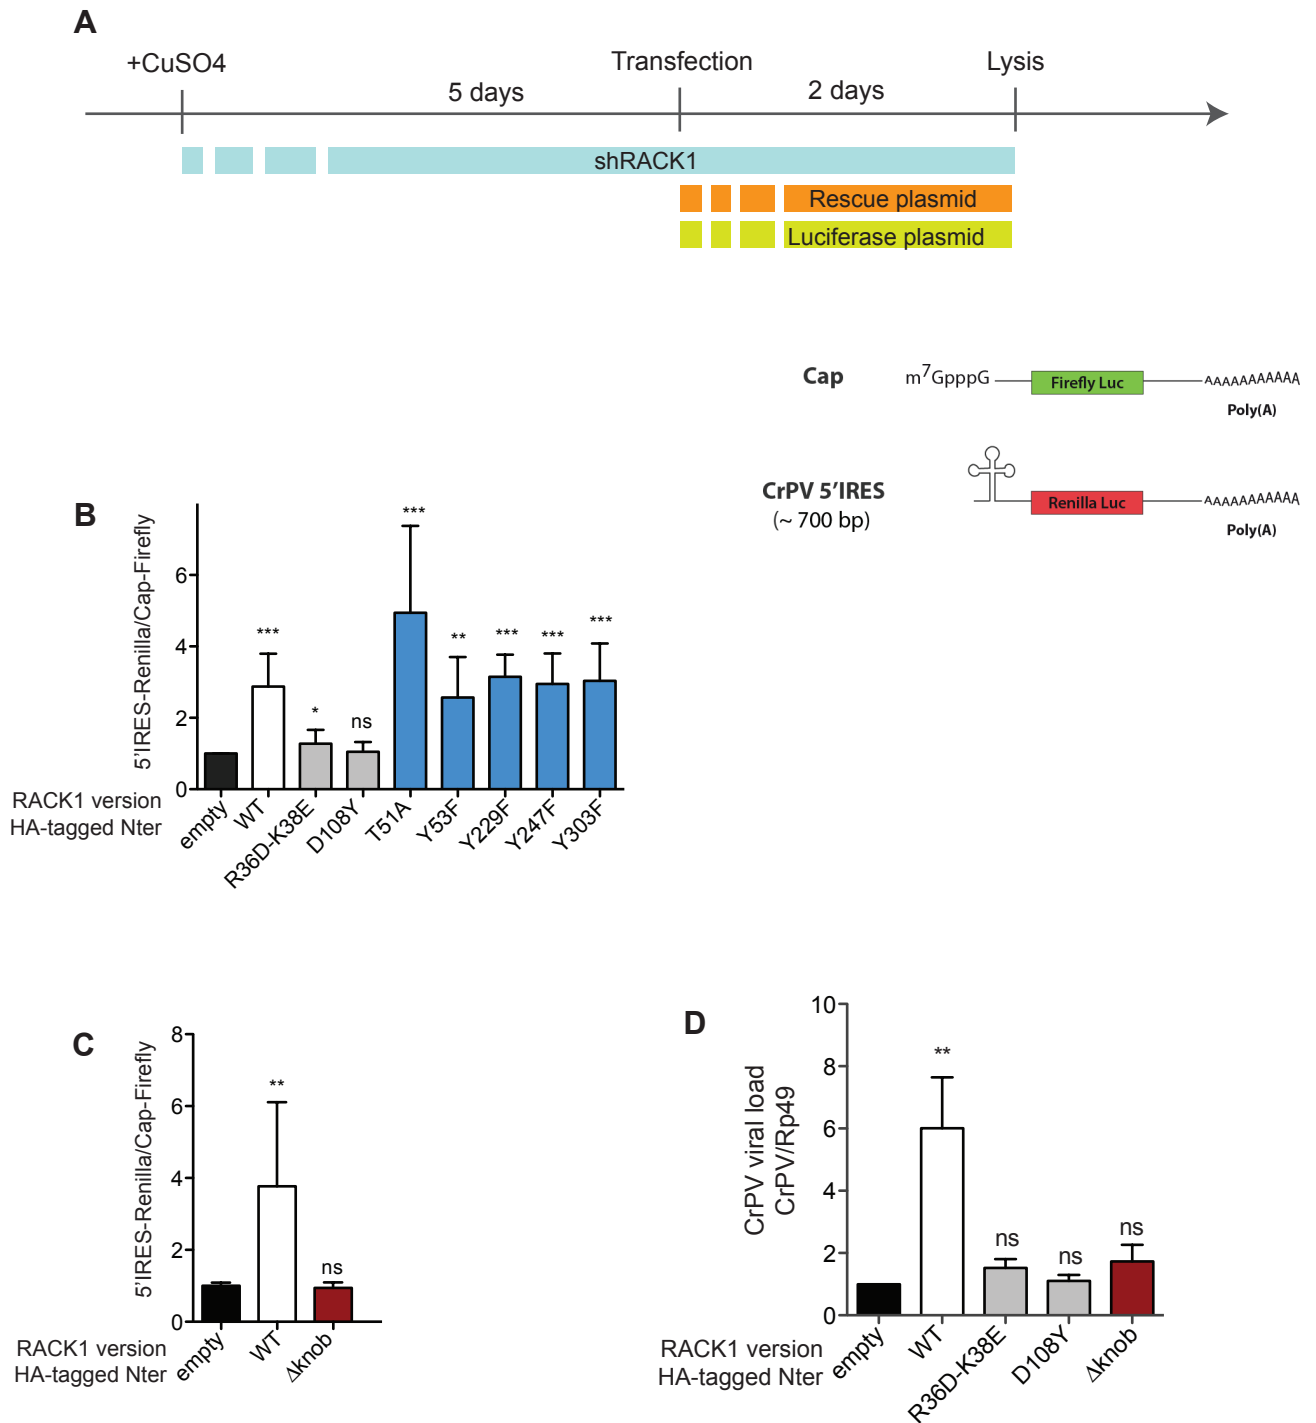 A
+CuSO4
Transfection
Lysis
5 days
2 days
shRACK1
Rescue plasmid
Luciferase plasmid
Cap
m7GpppG
Firefly Luc
AAAAAAAAAAA
Poly(A)
CrPV 5'IRES
(~ 700 bp)
Renilla Luc
AAAAAAAAAAA
Poly(A)
B
5'IRES-Renilla/Cap-Firefly
6
4
2
0
***
*
ns
***
**
***
***
***
RACK1 version
HA-tagged Nter
empty
WT
R36D-K38E
D108Y
T51A
Y53F
Y229F
Y247F
Y303F
C
5'IRES-Renilla/Cap-Firefly
8
6
4
2
0
**
ns
RACK1 version
HA-tagged Nter
empty
WT
Δknob
D
CrPV viral load
CrPV/Rp49
10
8
6
4
2
0
**
ns
ns
ns
RACK1 version
HA-tagged Nter
empty
WT
R36D-K38E
D108Y
Δknob